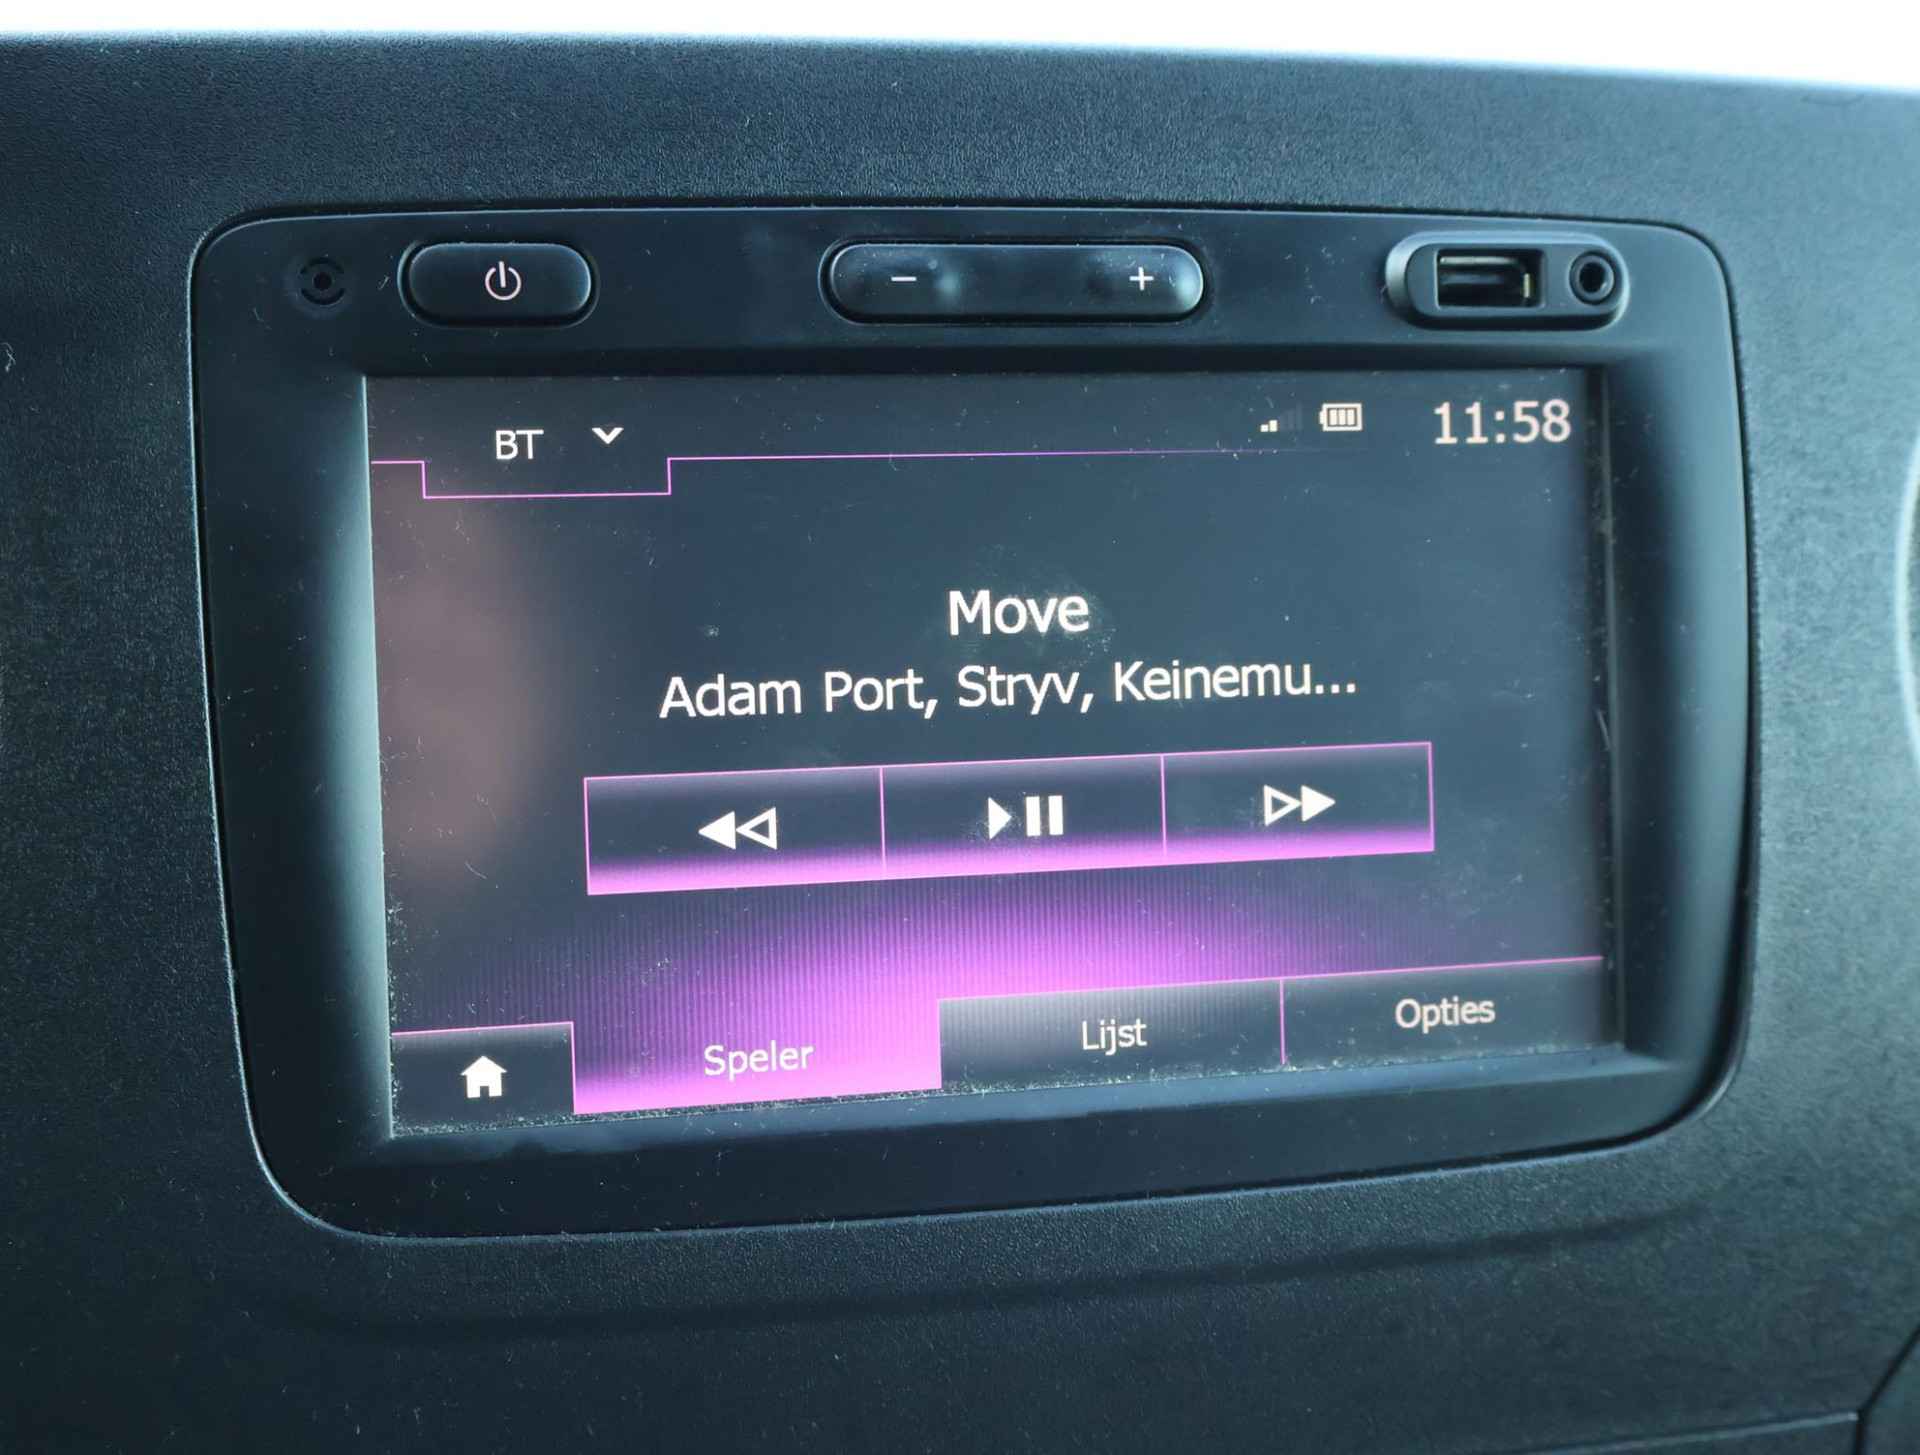 BT
11:58
Move
Adam Port, Stryv, Keinemu...
Speler
Lijst
Opties